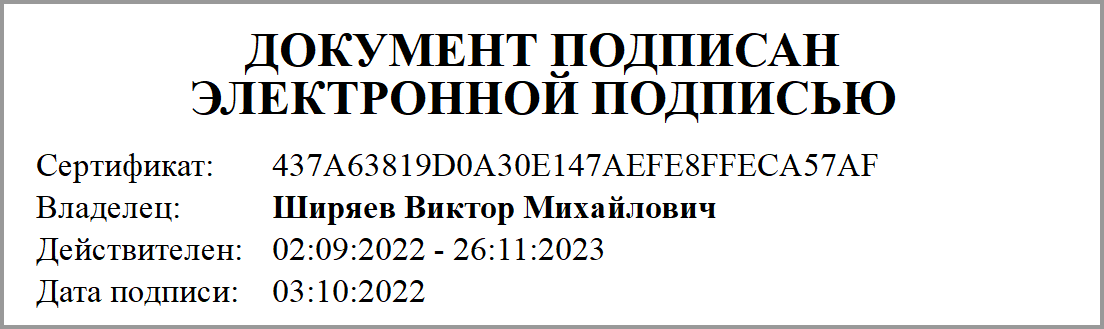 ДОКУМЕНТ ПОДПИСАН
ЭЛЕКТРОННОЙ ПОДПИСЬЮ
Сертификат: 437A63819D0A30E147AEFE8FFECA57AF
Владелец: Ширяев Виктор Михайлович
Действителен: 02:09:2022 - 26:11:2023
Дата подписи: 03:10:2022